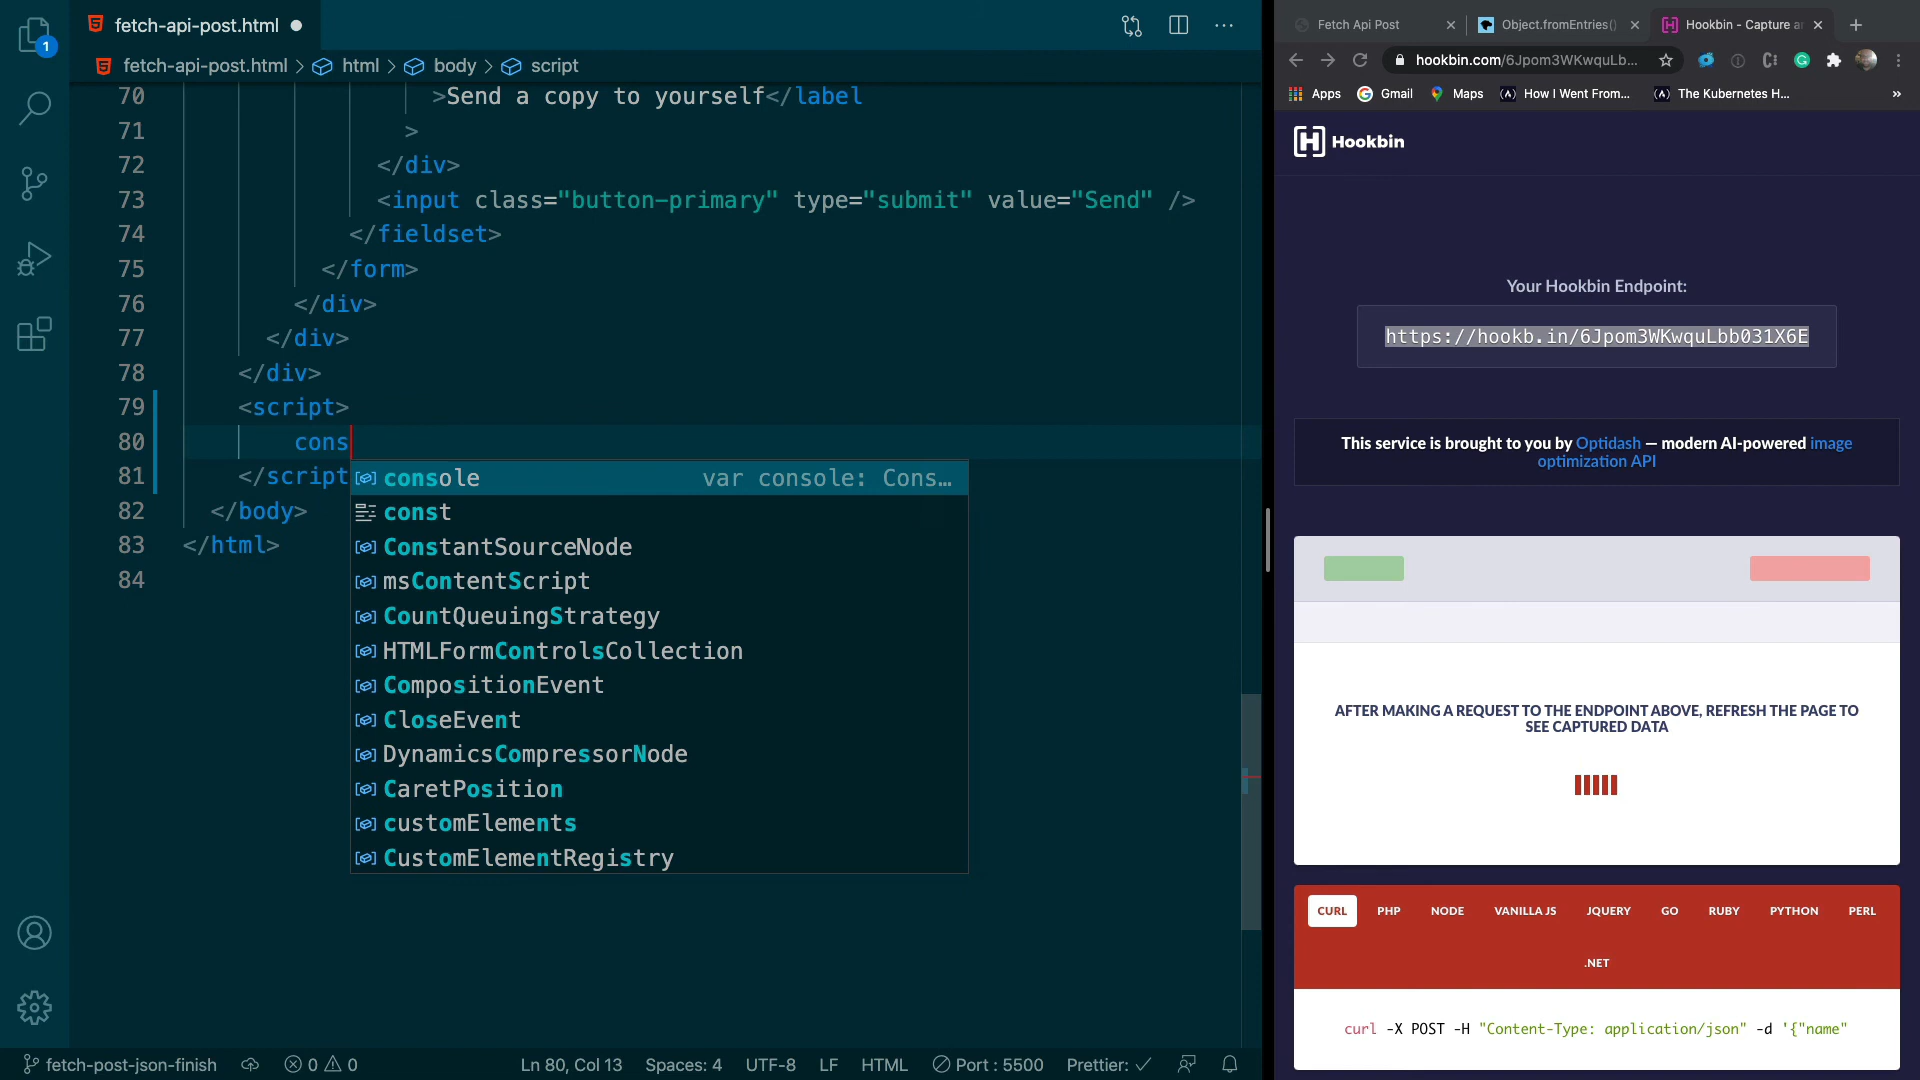 1
fetch-api-post.html
fetch-api-post.html > html > body > script
70 >Send a copy to yourself</label
71 >
72 </div>
73 <input class="button-primary" type="submit" value="Send" />
74 </fieldset>
75 </form>
76 </div>
77 </div>
78 </div>
79 <script>
80 cons
81 </script
82 </body>
83 </html>
84
console var console: Cons…
const
ConstantSourceNode
msContentScript
CountQueuingStrategy
HTMLFormControlsCollection
CompositionEvent
CloseEvent
DynamicsCompressorNode
CaretPosition
customElements
CustomElementRegistry
fetch-post-json-finish 0 0 Ln 80, Col 13 Spaces: 4 UTF-8 LF HTML Port : 5500 Prettier: ✓
Fetch Api Post Object.fromEntries() Hookbin - Capture a
hookbin.com/6Jpom3WKwquLb...
Apps Gmail Maps How I Went From... The Kubernetes H... »
Hookbin
Your Hookbin Endpoint:
https://hookb.in/6Jpom3WKwquLbb031X6E
This service is brought to you by Optidash — modern AI-powered image
optimization API
AFTER MAKING A REQUEST TO THE ENDPOINT ABOVE, REFRESH THE PAGE TO
SEE CAPTURED DATA
CURL PHP NODE VANILLA JS JQUERY GO RUBY PYTHON PERL
.NET
curl -X POST -H "Content-Type: application/json" -d '{"name"